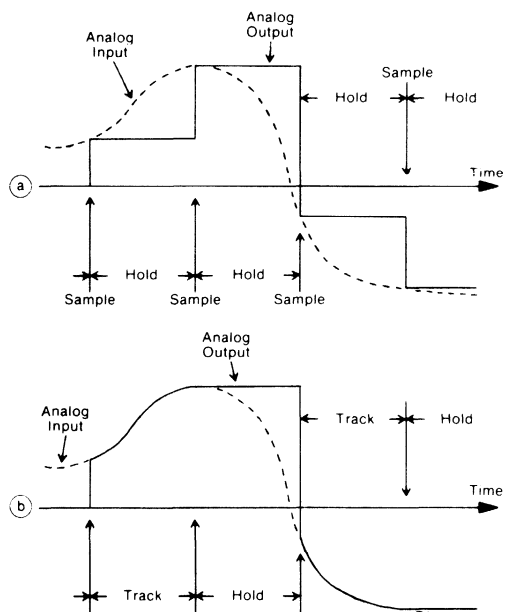 Analog
Output
Analog
Input
Sample
Hold
Hold
Time
a
Hold
Hold
Sample
Sample
Sample
Analog
Output
Analog
Input
Track
Hold
Time
b
Track
Hold